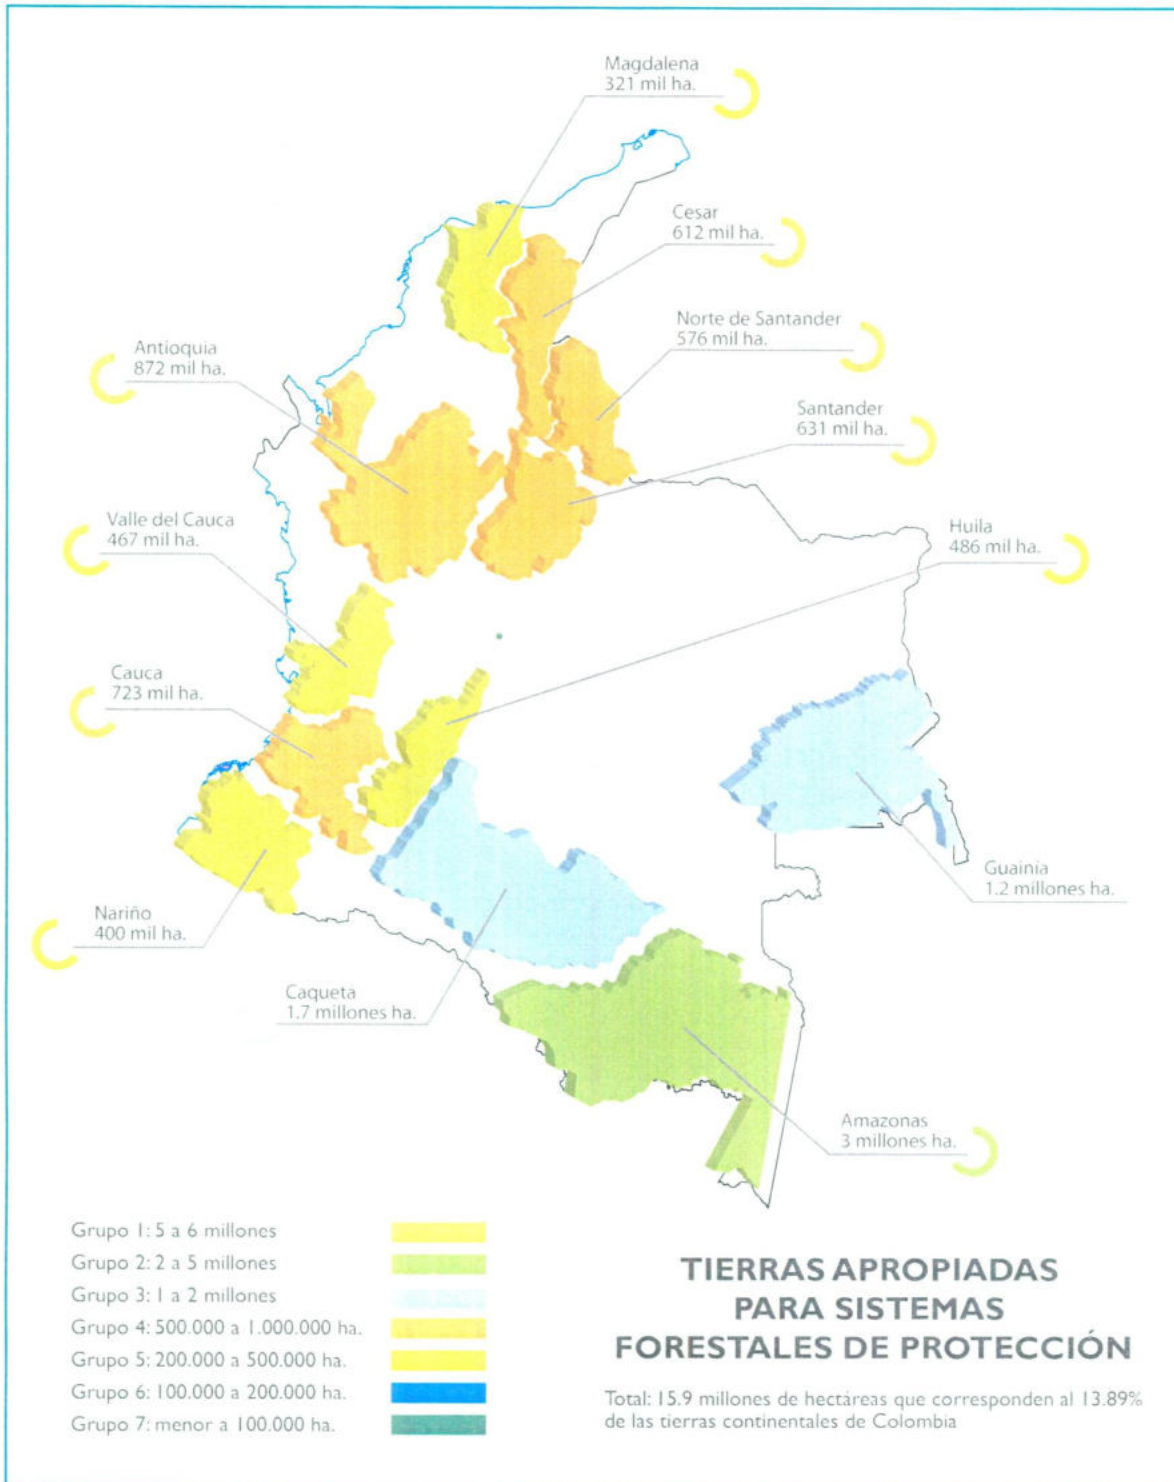 Magdalena
321 mil ha.
Cesar
612 mil ha.
Norte de Santander
576 mil ha.
Antioquia
872 mil ha.
Santander
631 mil ha.
Valle del Cauca
467 mil ha.
Huila
486 mil ha.
Cauca
723 mil ha.
Guainía
1.2 millones ha.
Nariño
400 mil ha.
Caqueta
1.7 millones ha.
Amazonas
3 millones ha.
Grupo 1: 5 a 6 millones
Grupo 2: 2 a 5 millones
Grupo 3: 1 a 2 millones
Grupo 4: 500.000 a 1.000.000 ha.
Grupo 5: 200.000 a 500.000 ha.
Grupo 6: 100.000 a 200.000 ha.
Grupo 7: menor a 100.000 ha.
TIERRAS APROPIADAS
PARA SISTEMAS
FORESTALES DE PROTECCIÓN
Total: 15.9 millones de hectáreas que corresponden al 13.89%
de las tierras continentales de Colombia